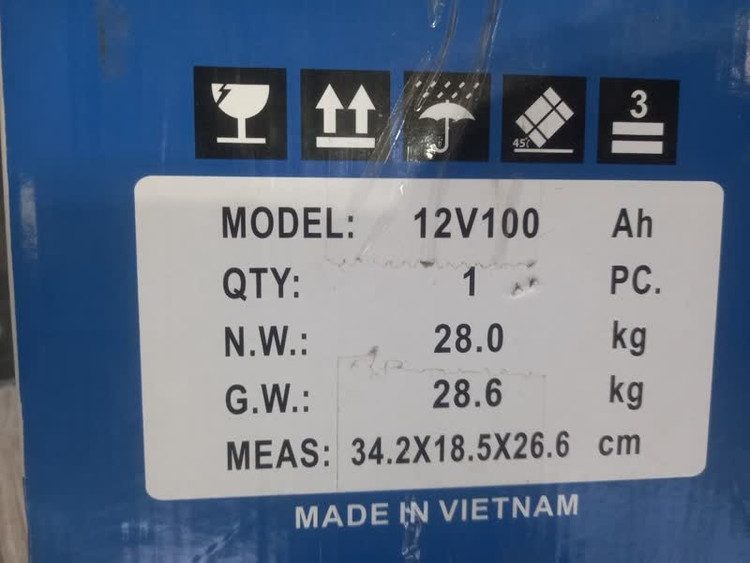 45°
3
MODEL: 12V100 Ah
QTY: 1 PC.
N.W.: 28.0 kg
G.W.: 28.6 kg
MEAS: 34.2X18.5X26.6 cm
MADE IN VIETNAM